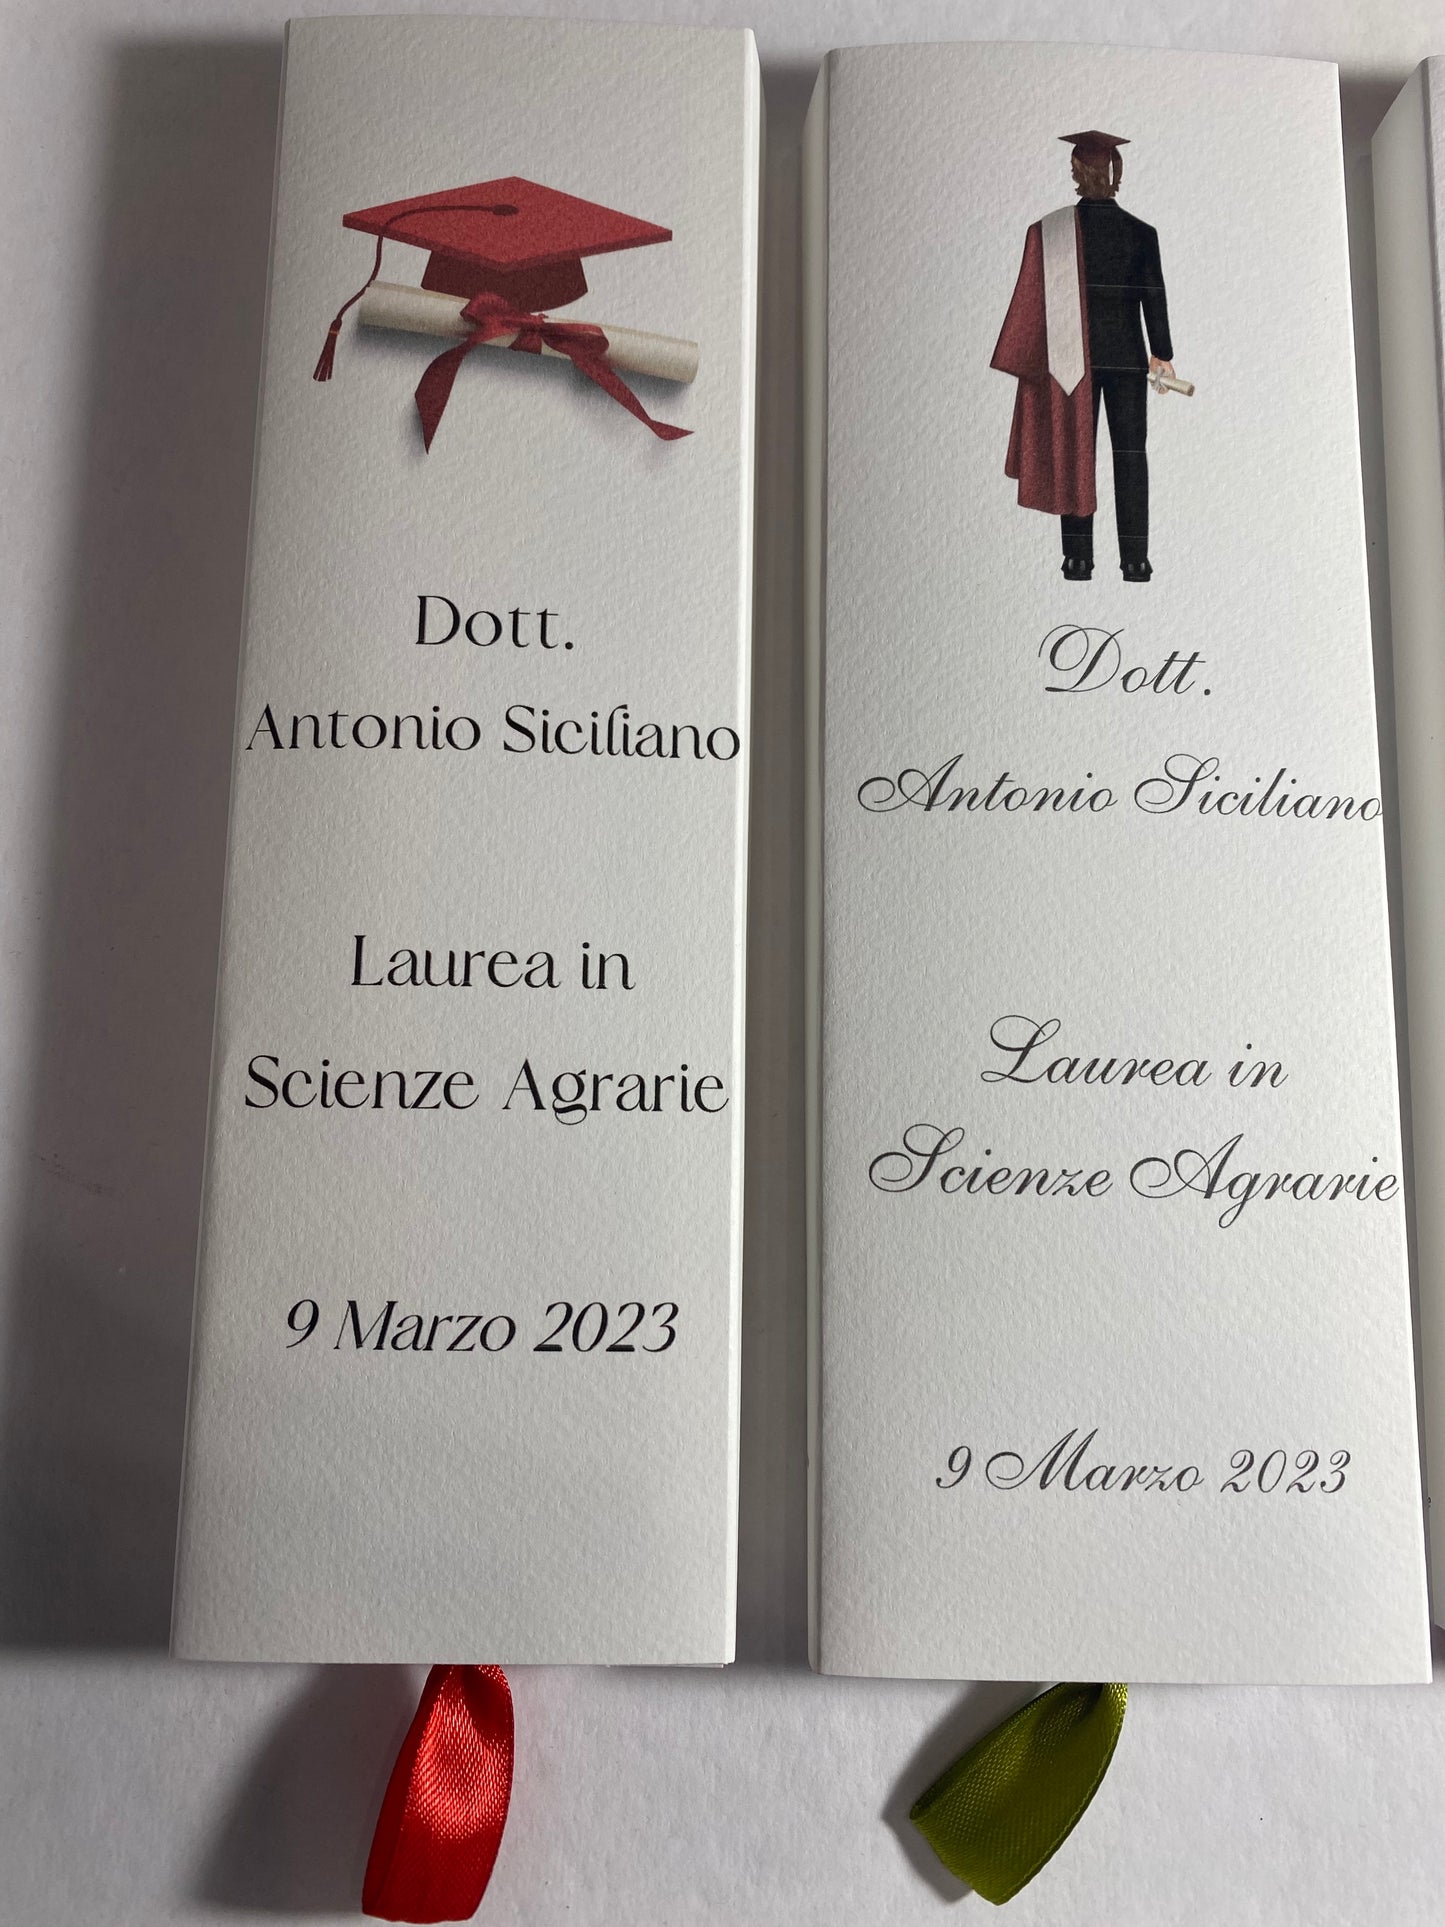 Dott.
Antonio Siciliano
Laurea in
Scienze Agrarie
9 Marzo 2023
Dott.
Antonio Siciliano
Laurea in
Scienze Agrarie
9 Marzo 2023